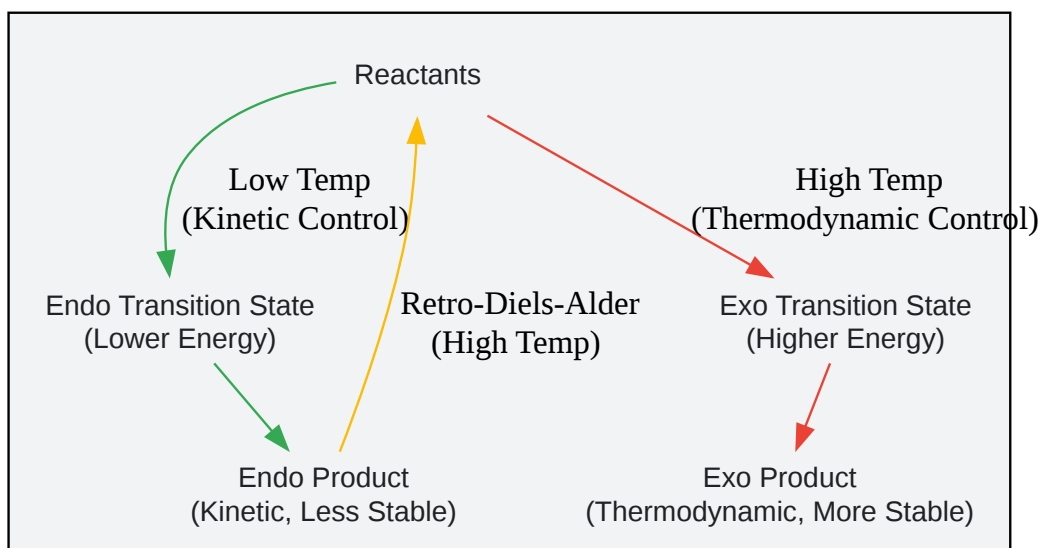 Reactants
Low Temp
(Kinetic Control)
High Temp
(Thermodynamic Control)
Endo Transition State
(Lower Energy)
Retro-Diels-Alder
(High Temp)
Exo Transition State
(Higher Energy)
Endo Product
(Kinetic, Less Stable)
Exo Product
(Thermodynamic, More Stable)